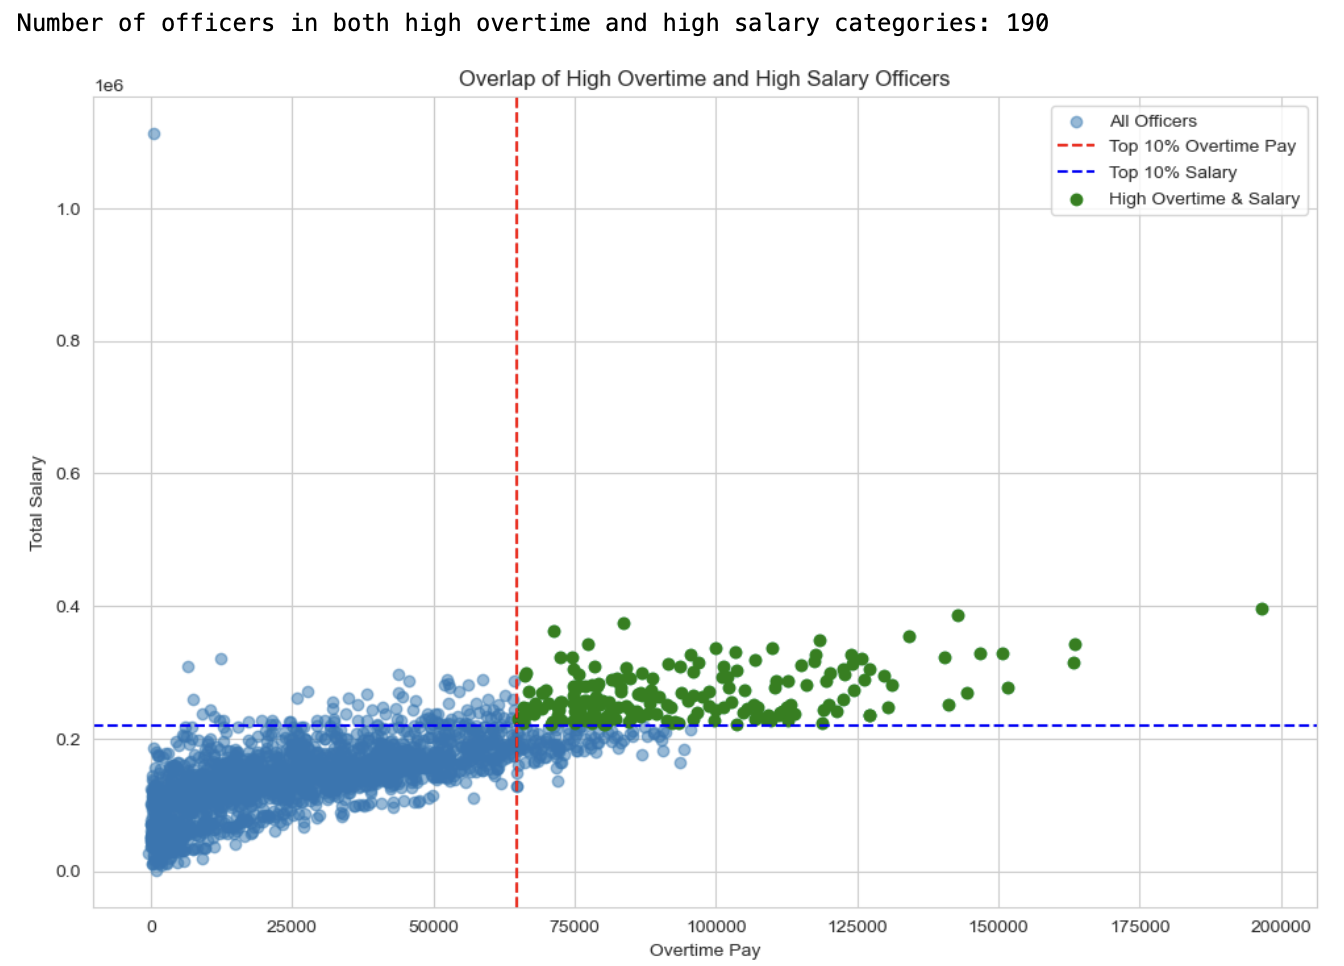 Number of officers in both high overtime and high salary categories: 190
Overlap of High Overtime and High Salary Officers
1e6
All Officers
Top 10% Overtime Pay
Top 10% Salary
High Overtime & Salary
1.0
0.8
0.6
0.4
0.2
0.0
Total Salary
0 25000 50000 75000 100000 125000 150000 175000 200000
Overtime Pay